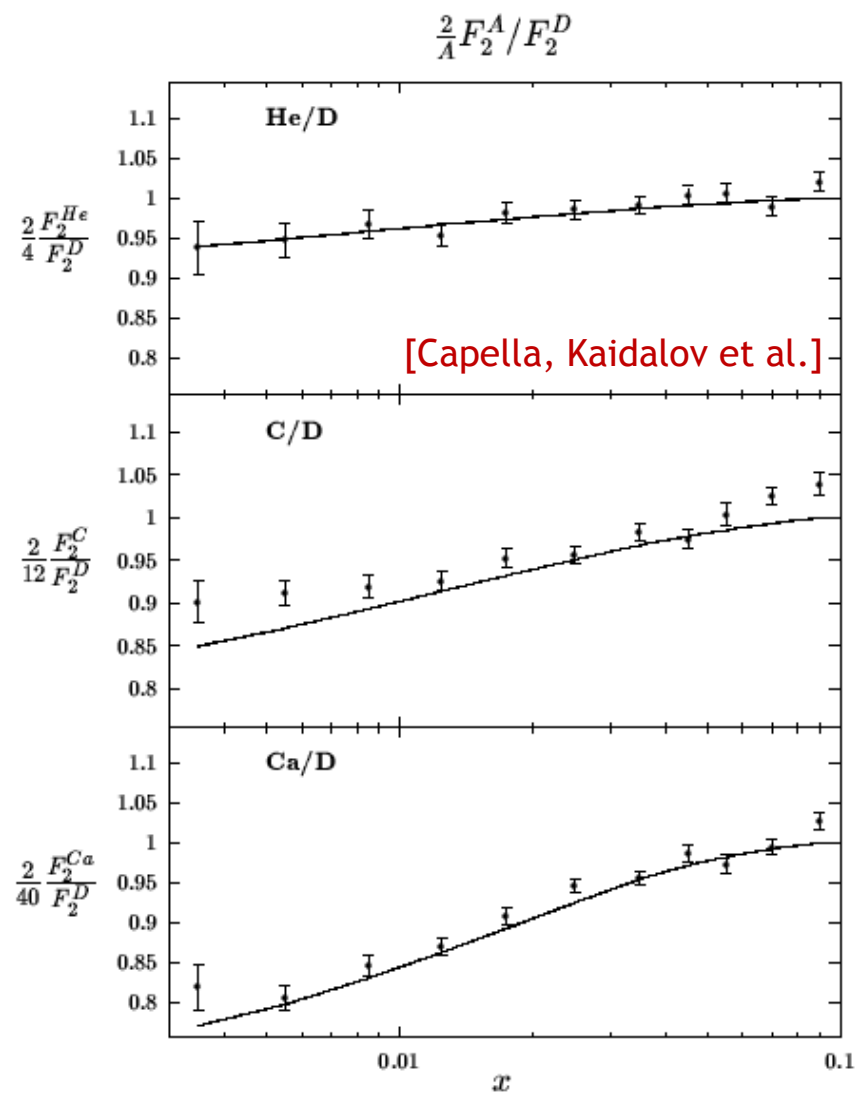 2/A F_2^A/F_2^D
1.1
He/D
1.05
1
2/4 F_2^{He}/F_2^D
0.95
0.9
0.85
[Capella, Kaidalov et al.]
0.8
1.1
C/D
1.05
1
2/12 F_2^C/F_2^D
0.95
0.9
0.85
0.8
1.1
Ca/D
1.05
1
2/40 F_2^{Ca}/F_2^D
0.95
0.9
0.85
0.8
0.01 0.1
x